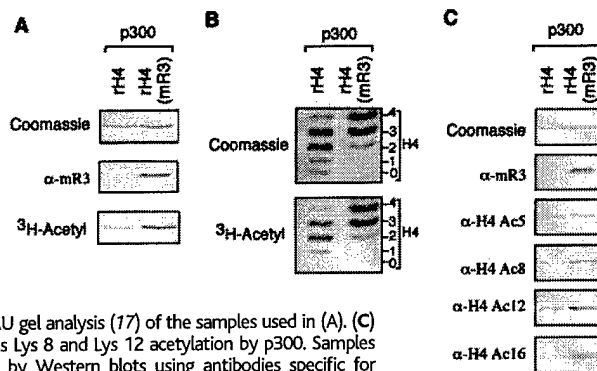 A
p300
rH4
rH4 (mR3)
Coomassie
α-mR3
³H-Acetyl
B
p300
rH4
rH4 (mR3)
Coomassie
4
3
2
1
0
H4
³H-Acetyl
4
3
2
1
0
H4
C
p300
rH4
rH4 (mR3)
Coomassie
α-mR3
α-H4 Ac5
α-H4 Ac8
α-H4 Ac12
α-H4 Ac16
AU gel analysis (17) of the samples used in (A). (C)
s Lys 8 and Lys 12 acetylation by p300. Samples
by Western blots using antibodies specific for